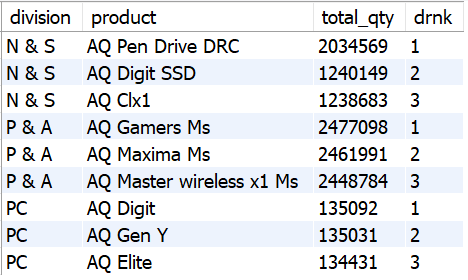 division product total_qty drnk
N & S AQ Pen Drive DRC 2034569 1
N & S AQ Digit SSD 1240149 2
N & S AQ Clx1 1238683 3
P & A AQ Gamers Ms 2477098 1
P & A AQ Maxima Ms 2461991 2
P & A AQ Master wireless x1 Ms 2448784 3
PC AQ Digit 135092 1
PC AQ Gen Y 135031 2
PC AQ Elite 134431 3